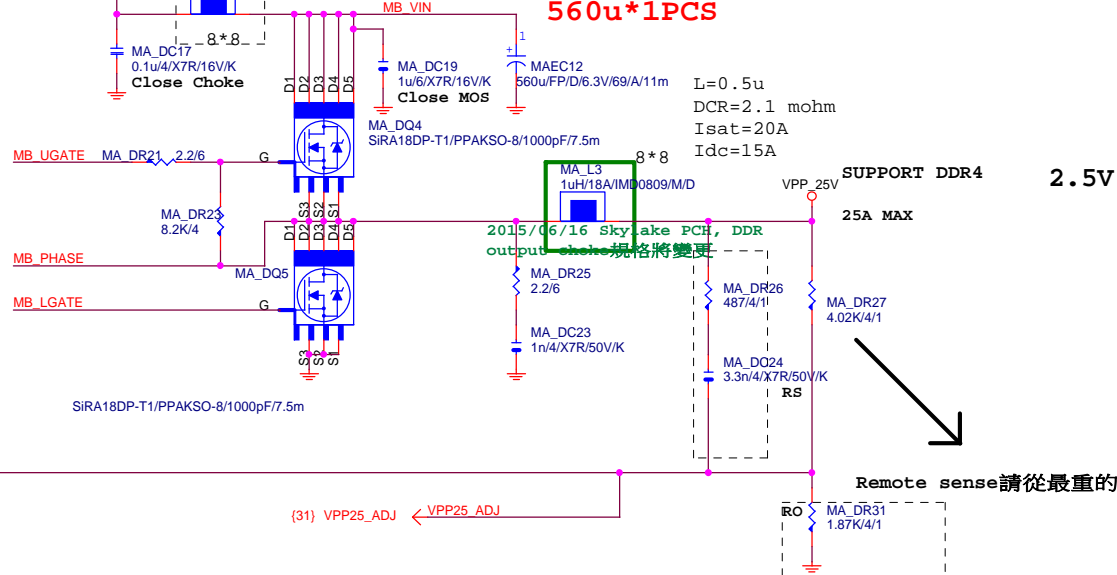 MB_VIN
560u*1PCS
8*8
MA_DC17
0.1u/4/X7R/16V/K
Close Choke
D1
D2
D3
D4
D5
MA_DC19
1u/6/X7R/16V/K
Close MOS
1
+
MAEC12
560u/FP/D/6.3V/69/A/11m
L=0.5u
DCR=2.1 mohm
Isat=20A
Idc=15A
MA_DQ4
SiRA18DP-T1/PPAKSO-8/1000pF/7.5m
MB_UGATE
MA_DR21
2.2/6
G
8*8
MA_L3
1uH/18A/IMD0809/M/D
VPP_25V
SUPPORT DDR4
2.5V
25A MAX
S3
S2
S1
MA_DR23
8.2K/4
D1
D2
D3
D4
D5
2015/06/16 Skylake PCH, DDR
output choke規格將變更
MB_PHASE
MA_DQ5
MA_DR25
2.2/6
MA_DR26
487/4/1
MA_DR27
4.02K/4/1
MB_LGATE
G
MA_DC23
1n/4/X7R/50V/K
S3
S2
S1
MA_DC24
3.3n/4/X7R/50V/K
RS
SiRA18DP-T1/PPAKSO-8/1000pF/7.5m
Remote sense請從最重的
{31} VPP25_ADJ
VPP25_ADJ
RO
MA_DR31
1.87K/4/1